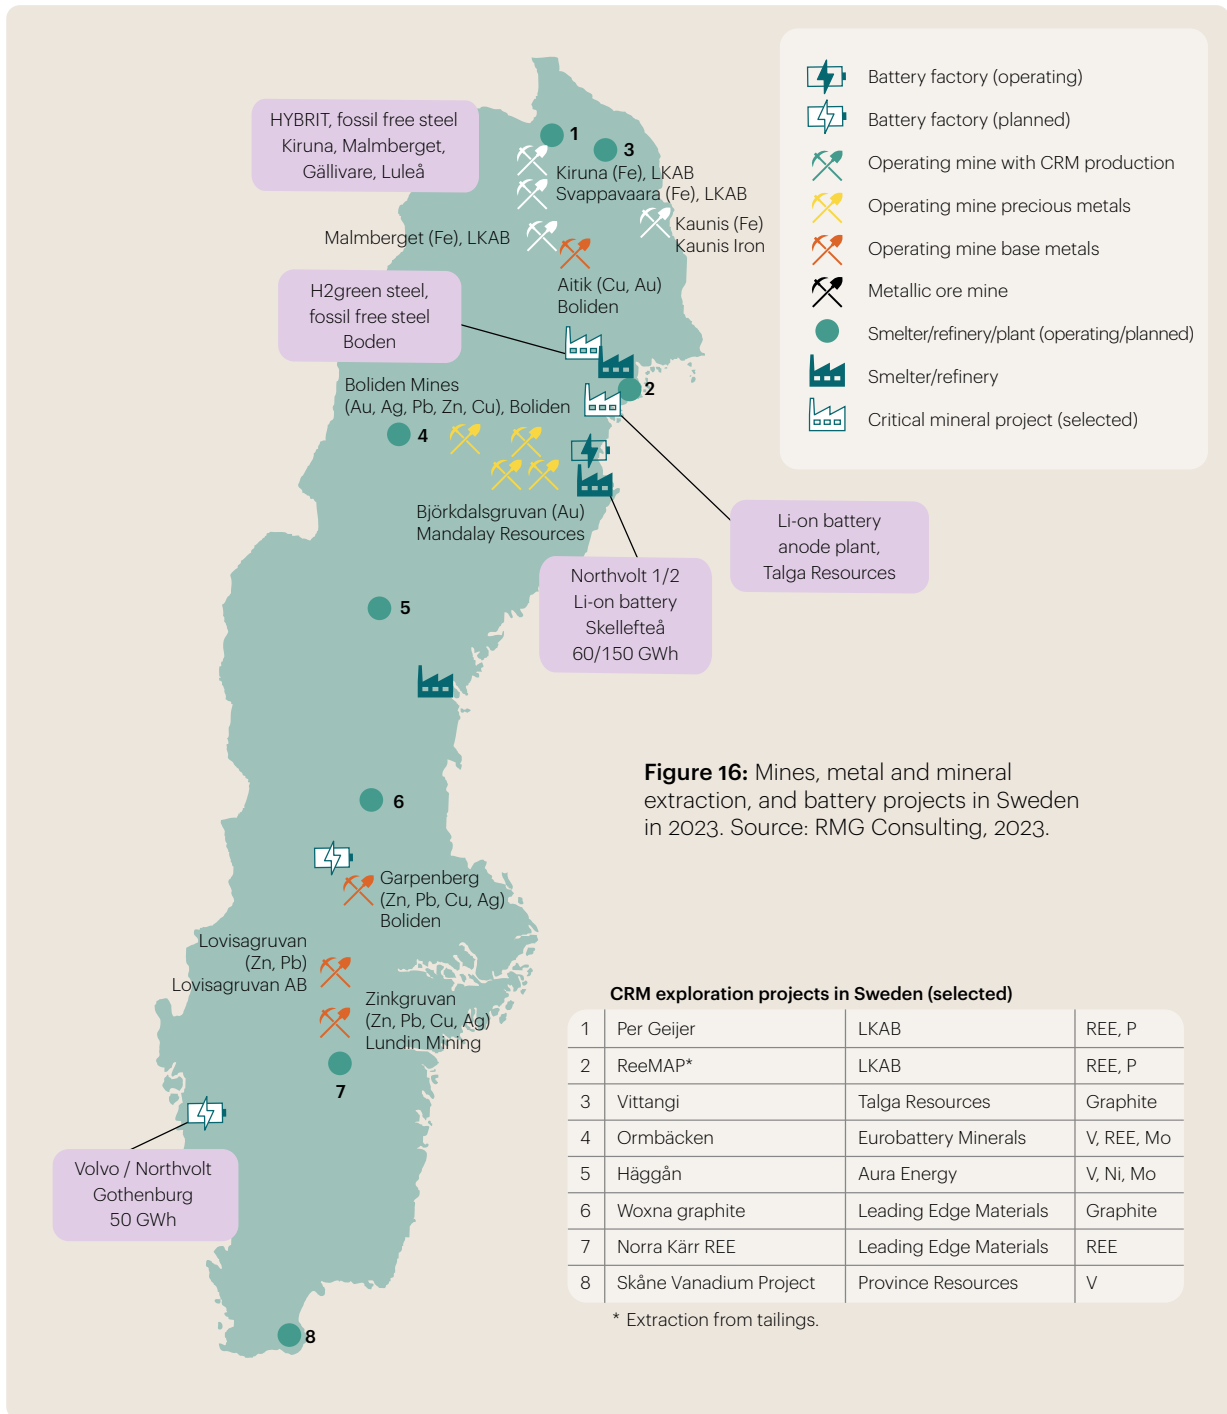 Battery factory (operating)
Battery factory (planned)
Operating mine with CRM production
Operating mine precious metals
Operating mine base metals
Metallic ore mine
Smelter/refinery/plant (operating/planned)
Smelter/refinery
Critical mineral project (selected)
HYBRIT, fossil free steel
Kiruna, Malmberget,
Gällivare, Luleå
1
3
Kiruna (Fe), LKAB
Svappavaara (Fe), LKAB
Kaunis (Fe)
Kaunis Iron
Malmberget (Fe), LKAB
Aitik (Cu, Au)
Boliden
H2green steel,
fossil free steel
Boden
2
Boliden Mines
(Au, Ag, Pb, Zn, Cu), Boliden
4
Björkdalsgruvan (Au)
Mandalay Resources
Li-on battery
anode plant,
Talga Resources
Northvolt 1/2
Li-on battery
Skellefteå
60/150 GWh
5
Figure 16: Mines, metal and mineral
extraction, and battery projects in Sweden
in 2023. Source: RMG Consulting, 2023.
6
Garpenberg
(Zn, Pb, Cu, Ag)
Boliden
Lovisagruvan
(Zn, Pb)
Lovisagruvan AB
Zinkgruvan
(Zn, Pb, Cu, Ag)
Lundin Mining
7
Volvo / Northvolt
Gothenburg
50 GWh
8
CRM exploration projects in Sweden (selected)
1 Per Geijer LKAB REE, P
2 ReeMAP* LKAB REE, P
3 Vittangi Talga Resources Graphite
4 Ormbäcken Eurobattery Minerals V, REE, Mo
5 Häggån Aura Energy V, Ni, Mo
6 Woxna graphite Leading Edge Materials Graphite
7 Norra Kärr REE Leading Edge Materials REE
8 Skåne Vanadium Project Province Resources V
* Extraction from tailings.